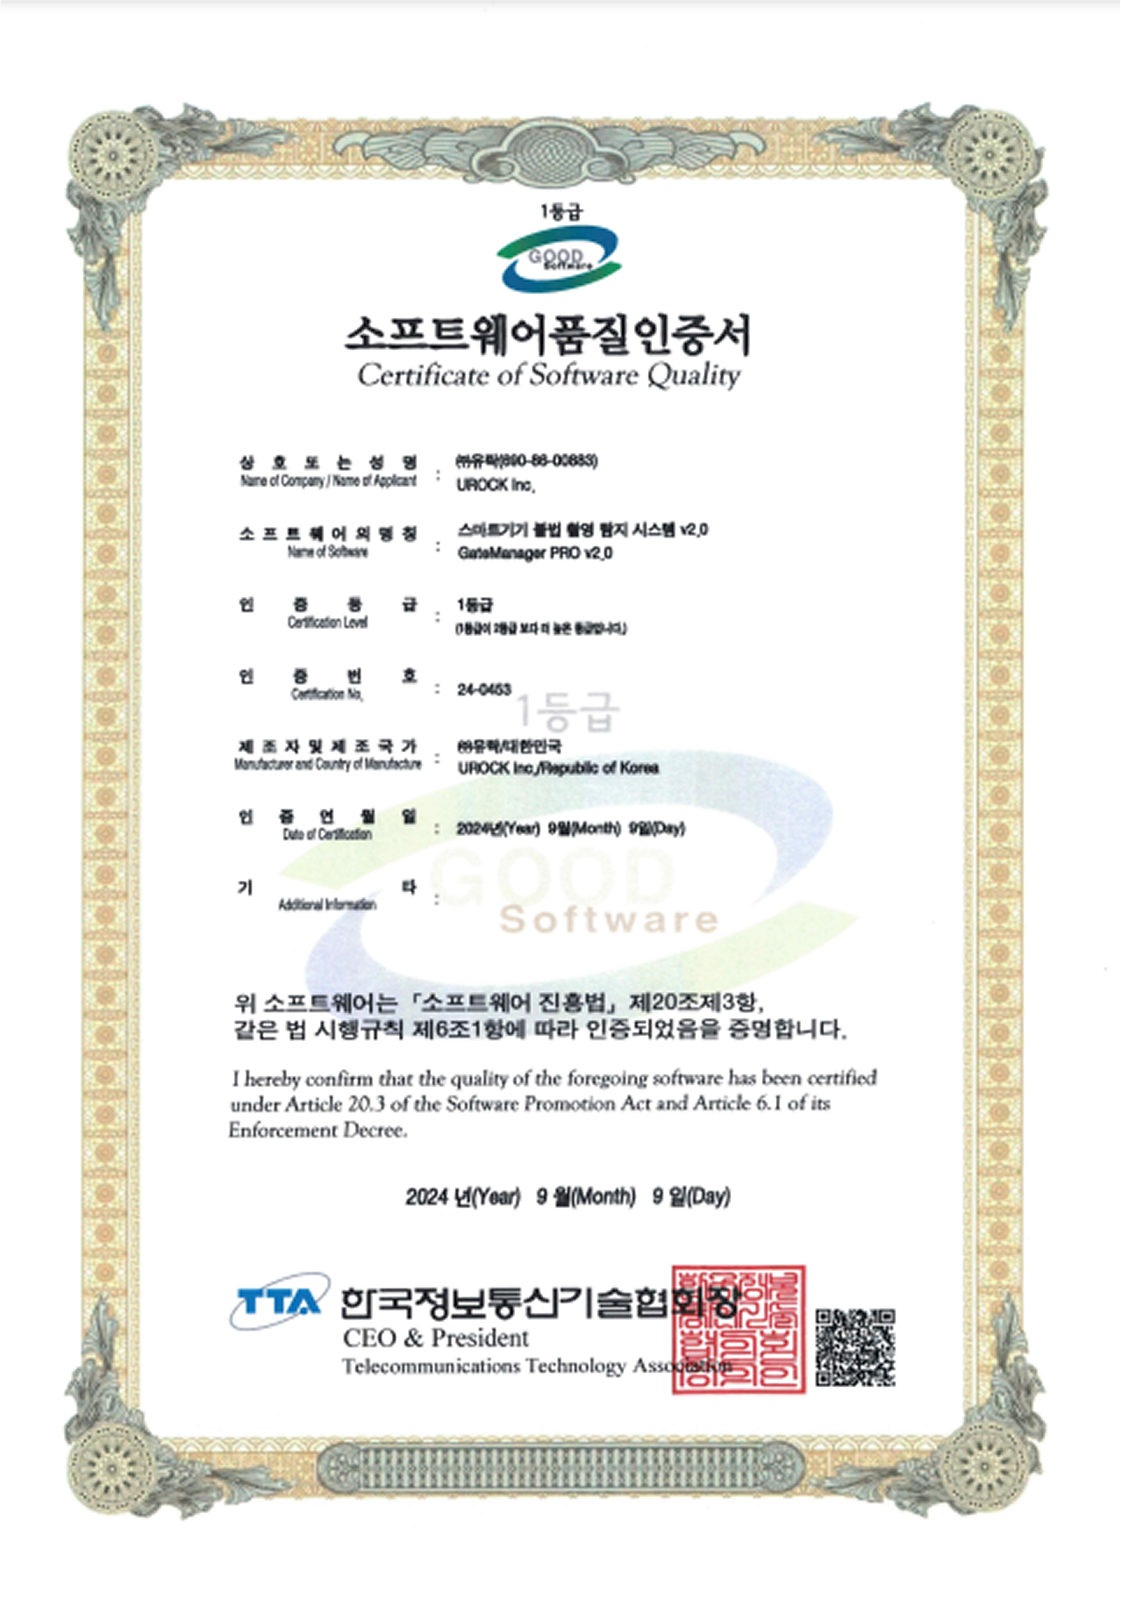 1등급
GOOD
Software
소프트웨어품질인증서
Certificate of Software Quality
상 호 또 는 성 명
Name of Company / Name of Applicant
:
㈜유락(690-86-00883)
UROCK Inc.
소 프 트 웨 어 의 명 칭
Name of Software
:
스마트기기 불법 촬영 탐지 시스템 v2.0
GateManager PRO v2.0
인 증 등 급
Certification Level
:
1등급
(1등급이 2등급 보다 더 높은 등급입니다.)
인 증 번 호
Certification No.
:
24-0453
1등급
제 조 자 및 제 조 국 가
Manufacturer and Country of Manufacture
:
㈜유락/대한민국
UROCK Inc./Republic of Korea
인 증 연 월 일
Date of Certification
:
2024년(Year) 9월(Month) 9일(Day)
GOOD
Software
기 타
Additional Information
:
위 소프트웨어는 「소프트웨어 진흥법」 제20조제3항,
같은 법 시행규칙 제6조1항에 따라 인증되었음을 증명합니다.
I hereby confirm that the quality of the foregoing software has been certified
under Article 20.3 of the Software Promotion Act and Article 6.1 of its
Enforcement Decree.
2024 년(Year) 9 월(Month) 9 일(Day)
TTA 한국정보통신기술협회장
CEO & President
Telecommunications Technology Association